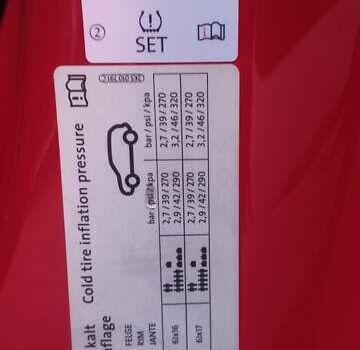 2
SET
i
kalt
Cold tire inflation pressure
flage
FELGE
RIM
JANTE
bar / psi / kpa
bar / psi / kpa
6Jx16
2,7 / 39 / 270
2,7 / 39 / 270
2,9 / 42 / 290
3,2 / 46 / 320
6Jx17
2,7 / 39 / 270
2,7 / 39 / 270
2,9 / 42 / 290
3,2 / 46 / 320